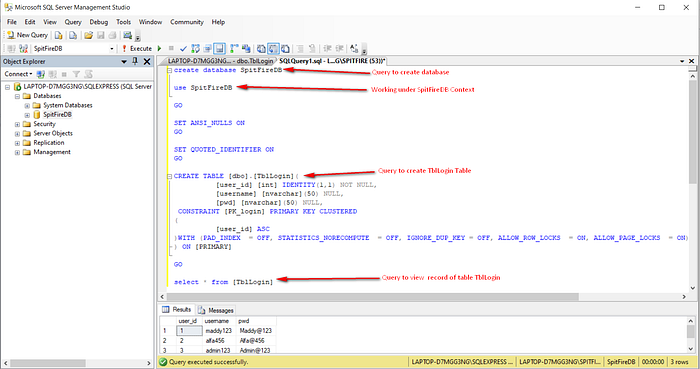 Microsoft SQL Server Management Studio
File Edit View Query Debug Tools Window Community Help
New Query
SpitFireDB Execute
Object Explorer
Connect
LAPTOP-D7MGG3NG\SQLEXPRESS (SQL Server
Databases
System Databases
SpitFireDB
Security
Server Objects
Replication
Management
LAPTOP-D7MGG3NG... - dbo.TblLogin SQLQuery1.sql - L...G\SPITFIRE (53))*
create database SpitFireDB
Query to create database
use SpitFireDB
Working under SpitFireDB Context
GO
SET ANSI_NULLS ON
GO
SET QUOTED_IDENTIFIER ON
GO
CREATE TABLE [dbo].[TblLogin](
Query to create TblLogin Table
[user_id] [int] IDENTITY(1,1) NOT NULL,
[username] [nvarchar](50) NULL,
[pwd] [nvarchar](50) NULL,
CONSTRAINT [PK_login] PRIMARY KEY CLUSTERED
(
[user_id] ASC
)WITH (PAD_INDEX = OFF, STATISTICS_NORECOMPUTE = OFF, IGNORE_DUP_KEY = OFF, ALLOW_ROW_LOCKS = ON, ALLOW_PAGE_LOCKS = ON)
) ON [PRIMARY]
GO
select * from [TblLogin]
Query to view record of table TblLogin
Results Messages
user_id username pwd
1 1 maddy123 Maddy@123
2 2 alfa456 Alfa@456
3 3 admin123 Admin@123
Query executed successfully. LAPTOP-D7MGG3NG\SQLEXPRESS ... LAPTOP-D7MGG3NG\SPITFI... SpitFireDB 00:00:00 3 rows